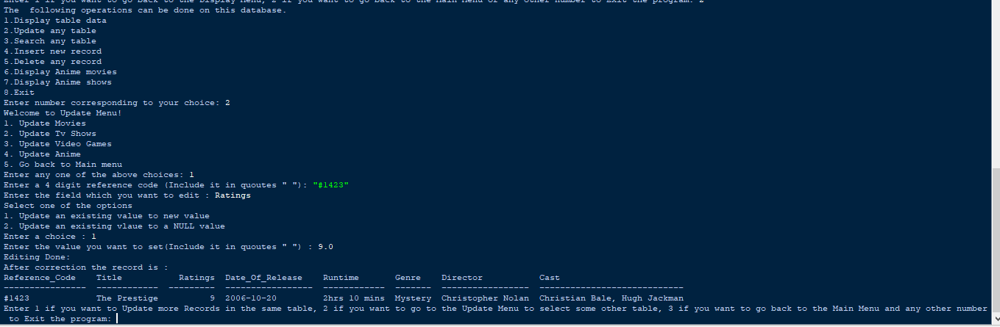 Enter 1 if you want to go back to the Display Menu, 2 if you want to go back to the Main Menu or any other number to Exit the program: 2
The  following operations can be done on this database.
1.Display table data
2.Update any table
3.Search any table
4.Insert new record
5.Delete any record
6.Display Anime movies
7.Display Anime shows
8.Exit
Enter number corresponding to your choice: 2
Welcome to Update Menu!
1. Update Movies
2. Update Tv Shows
3. Update Video Games
4. Update Anime
5. Go back to Main menu
Enter any one of the above choices: 1
Enter a 4 digit reference code (Include it in quoutes " "): "#1423"
Enter the field which you want to edit : Ratings
Select one of the options
1. Update an existing value to new value
2. Update an existing vlaue to a NULL value
Enter a choice : 1
Enter the value you want to set(Include it in quoutes " ") : 9.0
Editing Done:
After correction the record is :
Reference_Code    Title           Ratings  Date_Of_Release    Runtime       Genre    Director           Cast
----------------  ------------  ---------  -----------------  ------------  -------  -----------------  ----------------------------
#1423             The Prestige          9  2006-10-20         2hrs 10 mins  Mystery  Christopher Nolan  Christian Bale, Hugh Jackman
Enter 1 if you want to Update more Records in the same table, 2 if you want to go to the Update Menu to select some other table, 3 if you want to go back to the Main Menu and any other number
 to Exit the program: